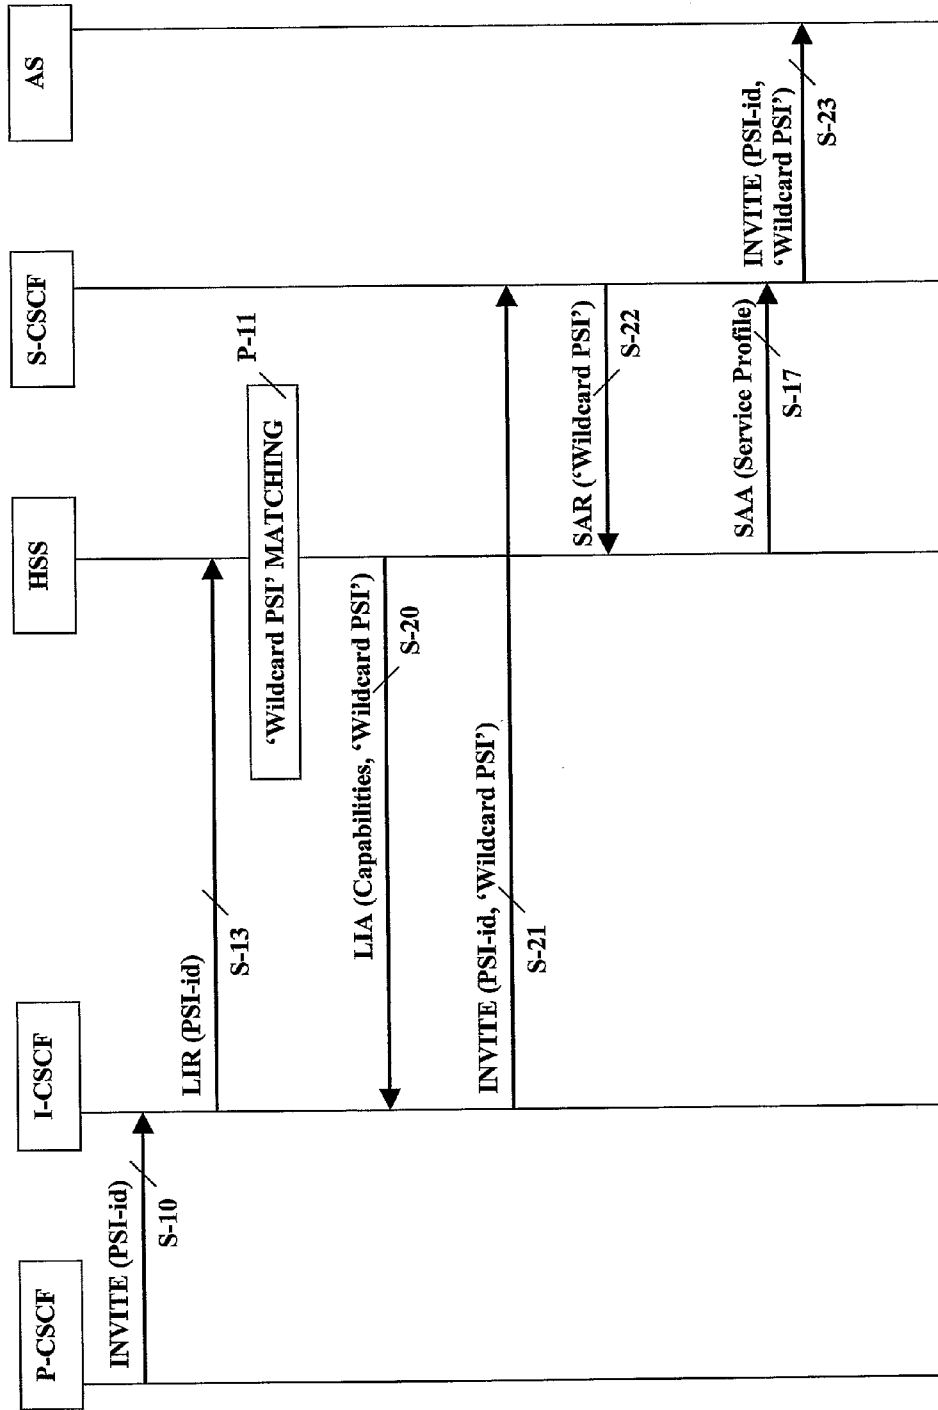 P-CSCF
I-CSCF
HSS
S-CSCF
AS
INVITE (PSI-id)
S-10
LIR (PSI-id)
S-13
‘Wildcard PSI’ MATCHING
P-11
LIA (Capabilities, ‘Wildcard PSI’)
S-20
INVITE (PSI-id, ‘Wildcard PSI’)
S-21
SAR (‘Wildcard PSI’)
S-22
SAA (Service Profile)
S-17
INVITE (PSI-id,
‘Wildcard PSI’)
S-23